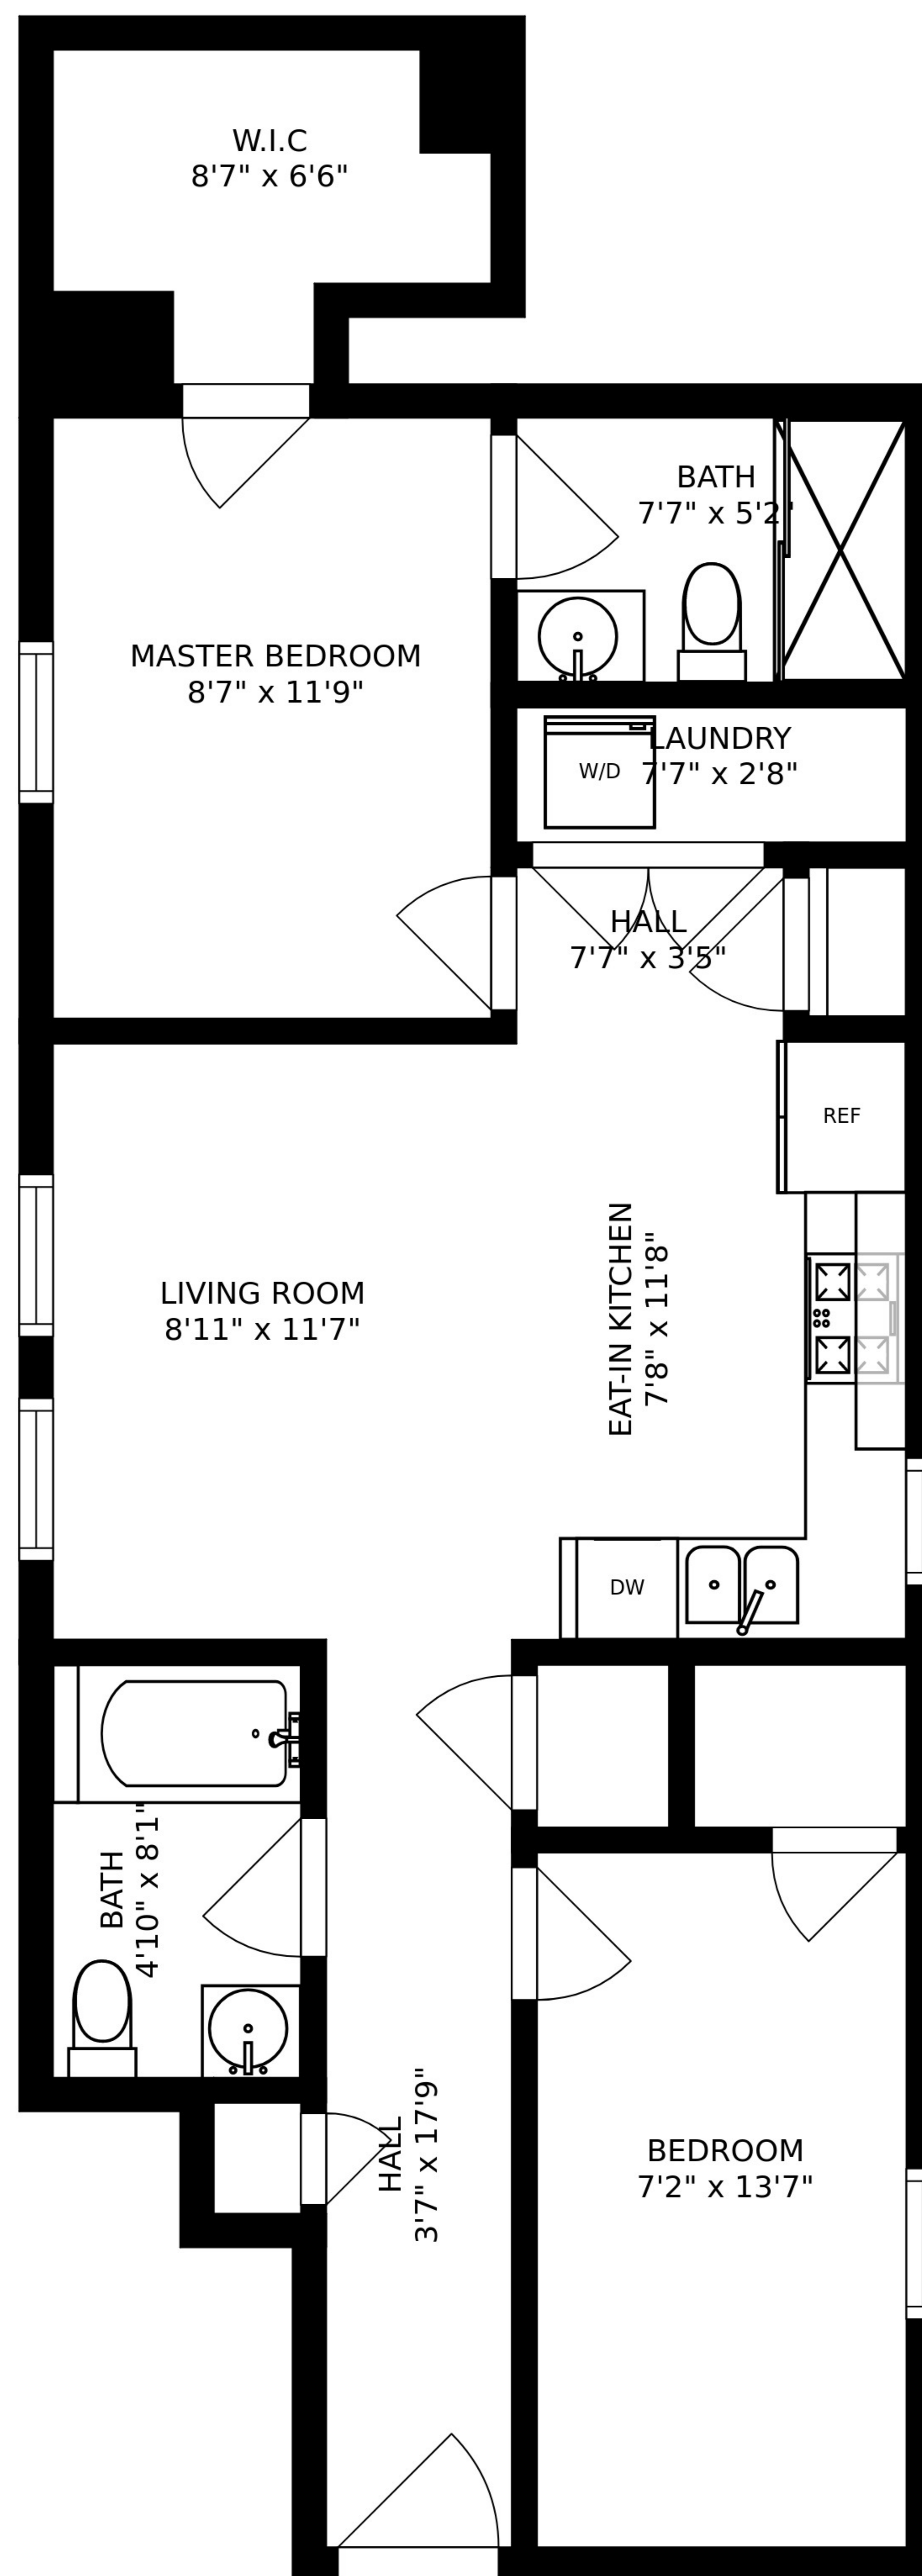 W.I.C
8'7" x 6'6"
BATH
7'7" x 5'2"
MASTER BEDROOM
8'7" x 11'9"
LAUNDRY
7'7" x 2'8"
W/D
HALL
7'7" x 3'5"
REF
EAT-IN KITCHEN
7'8" x 11'8"
LIVING ROOM
8'11" x 11'7"
DW
BATH
4'10" x 8'1"
HALL
3'7" x 17'9"
BEDROOM
7'2" x 13'7"